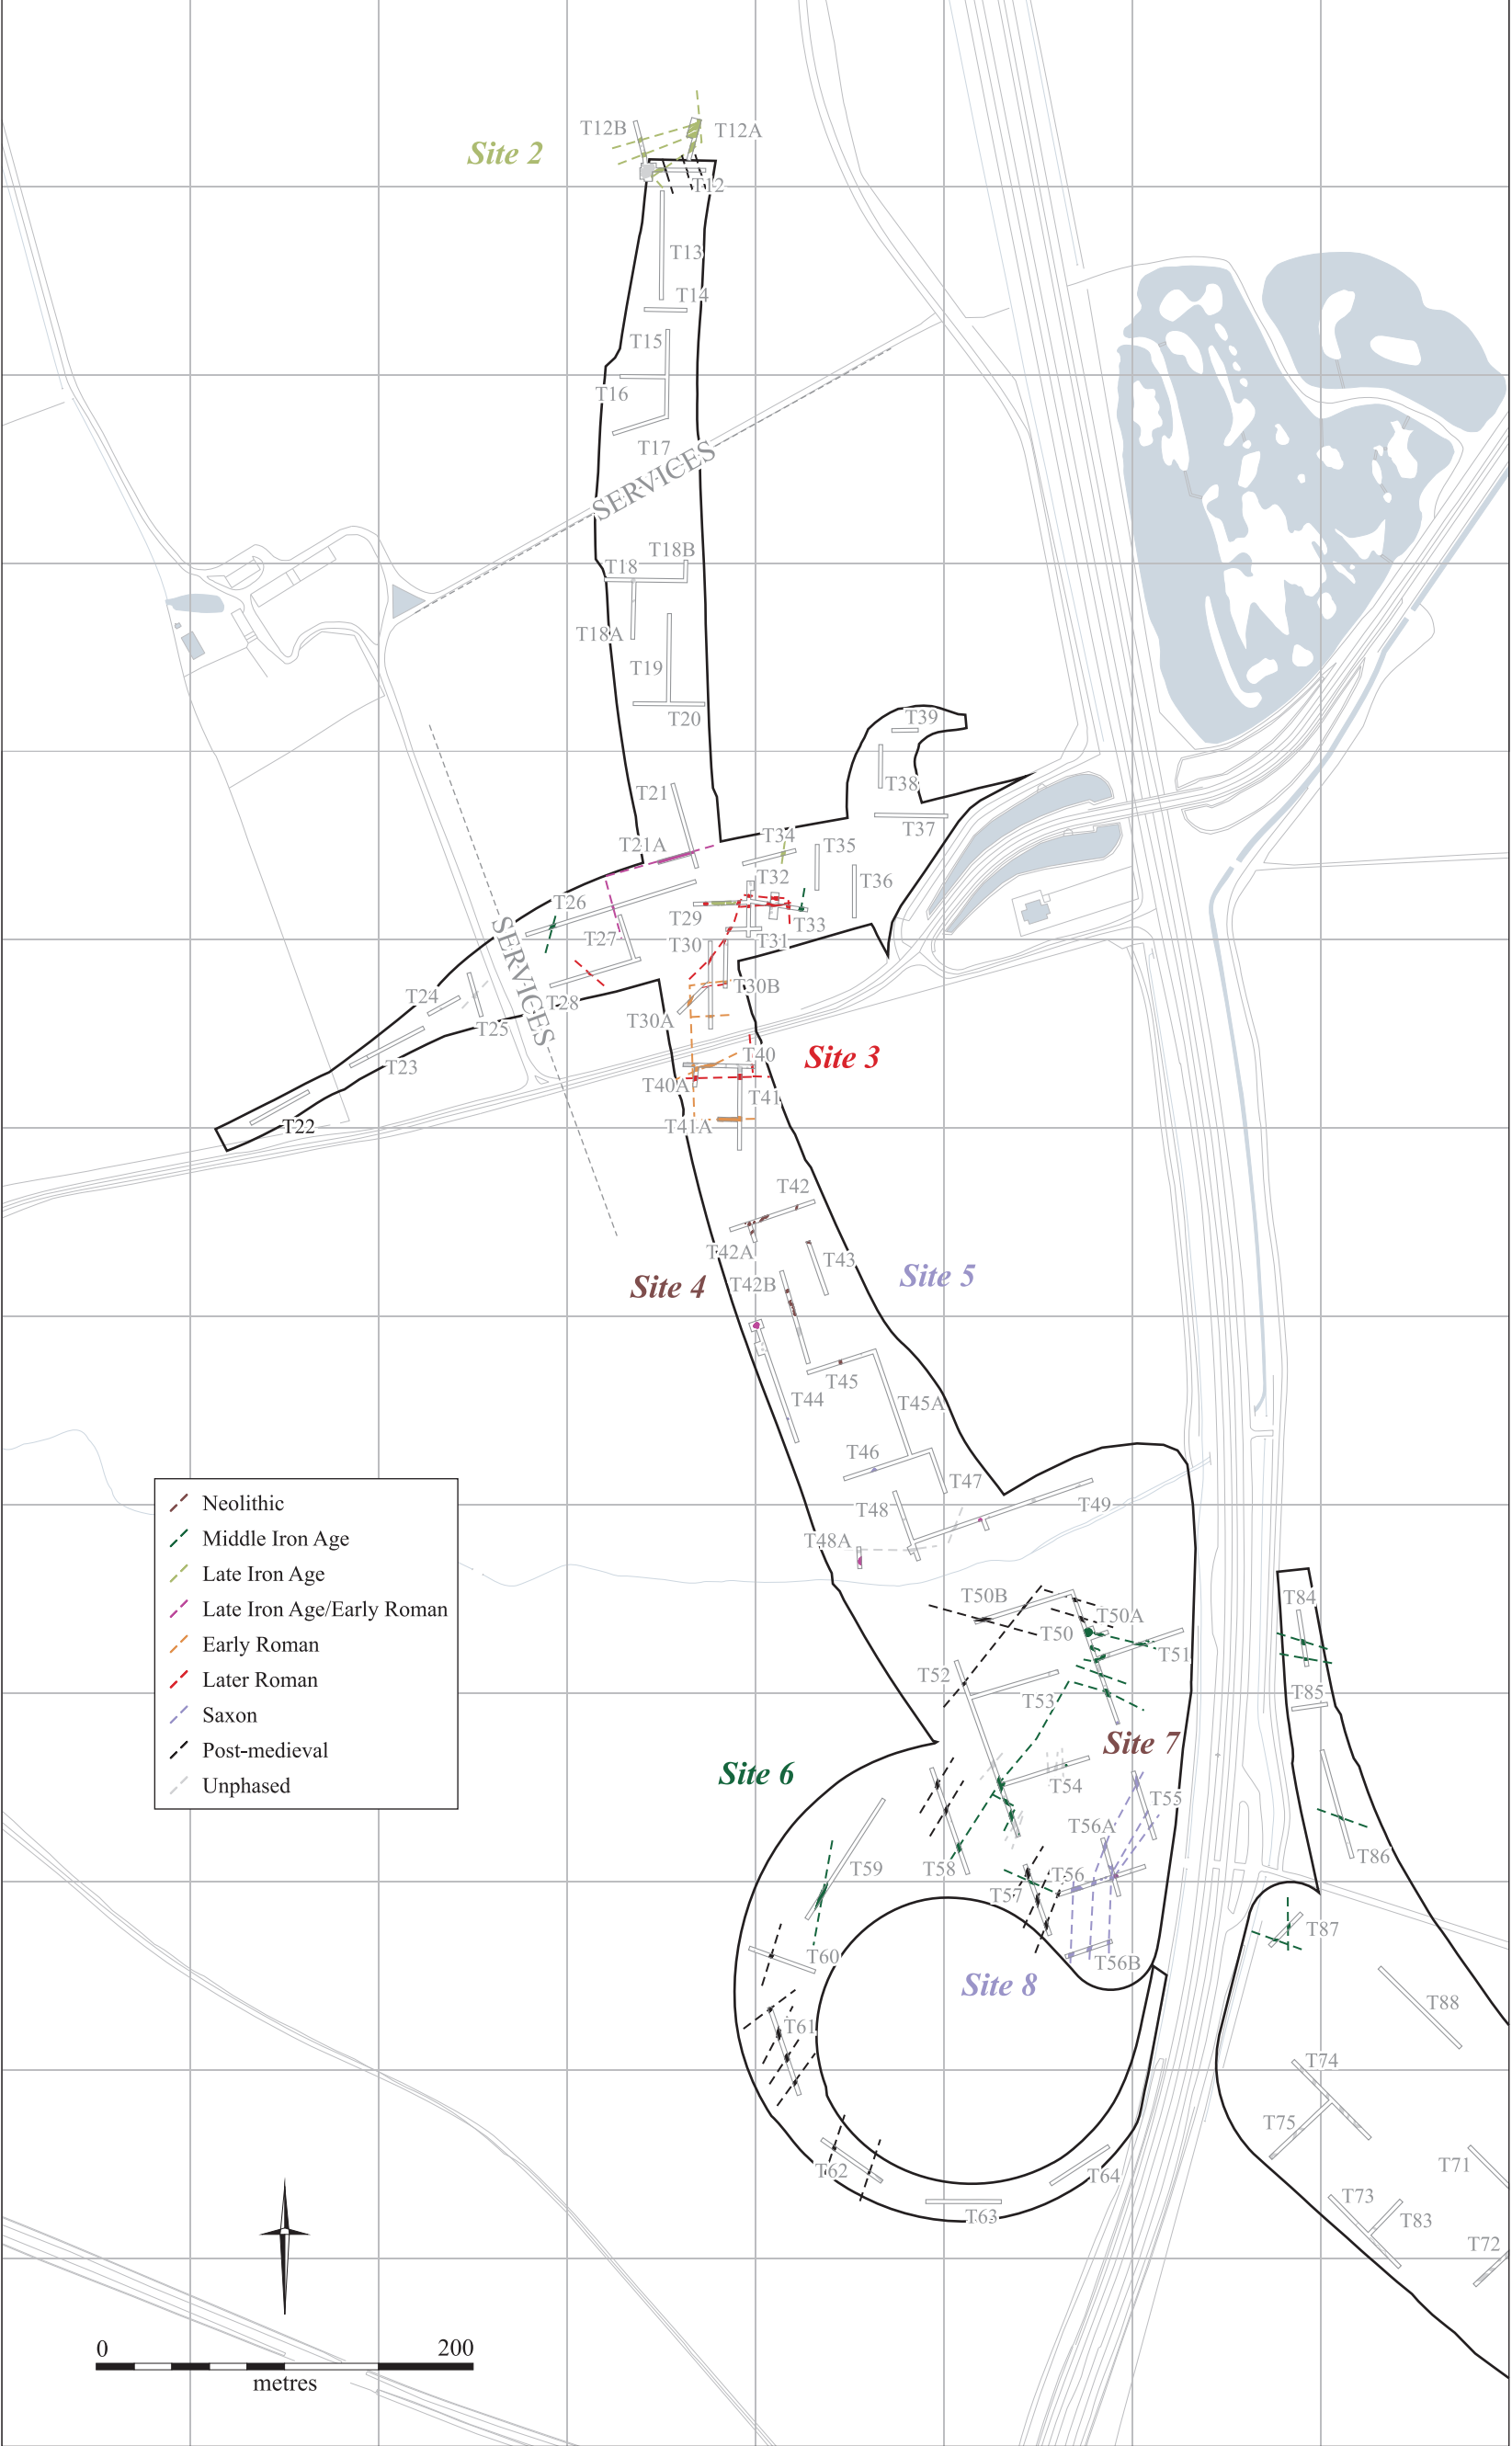 T12B
T12A
Site 2
T12
T13
T14
T15
T16
T17
SERVICES
T18B
T18
T18A
T19
T20
T39
T38
T21
T37
T34
T21A
T35
T32
T36
T26
T29
T33
SERVICES
T27
T30
T31
T30B
T24
T28
T30A
T25
Site 3
T40
T23
T40A
T41
T22
T41A
T42
T42A
T43
Site 5
Site 4
T42B
T45
T44
T45A
T46
T47
T49
T48
T48A
Neolithic
Middle Iron Age
Late Iron Age
Late Iron Age/Early Roman
Early Roman
Later Roman
Saxon
Post-medieval
Unphased
T50B
T84
T50A
T50
T51
T52
T85
T53
Site 7
Site 6
T54
T55
T56A
T86
T59
T58
T56
T57
T87
T60
T56B
Site 8
T88
T61
T74
T75
T71
T62
T64
T73
T83
T63
T72
0 200
metres